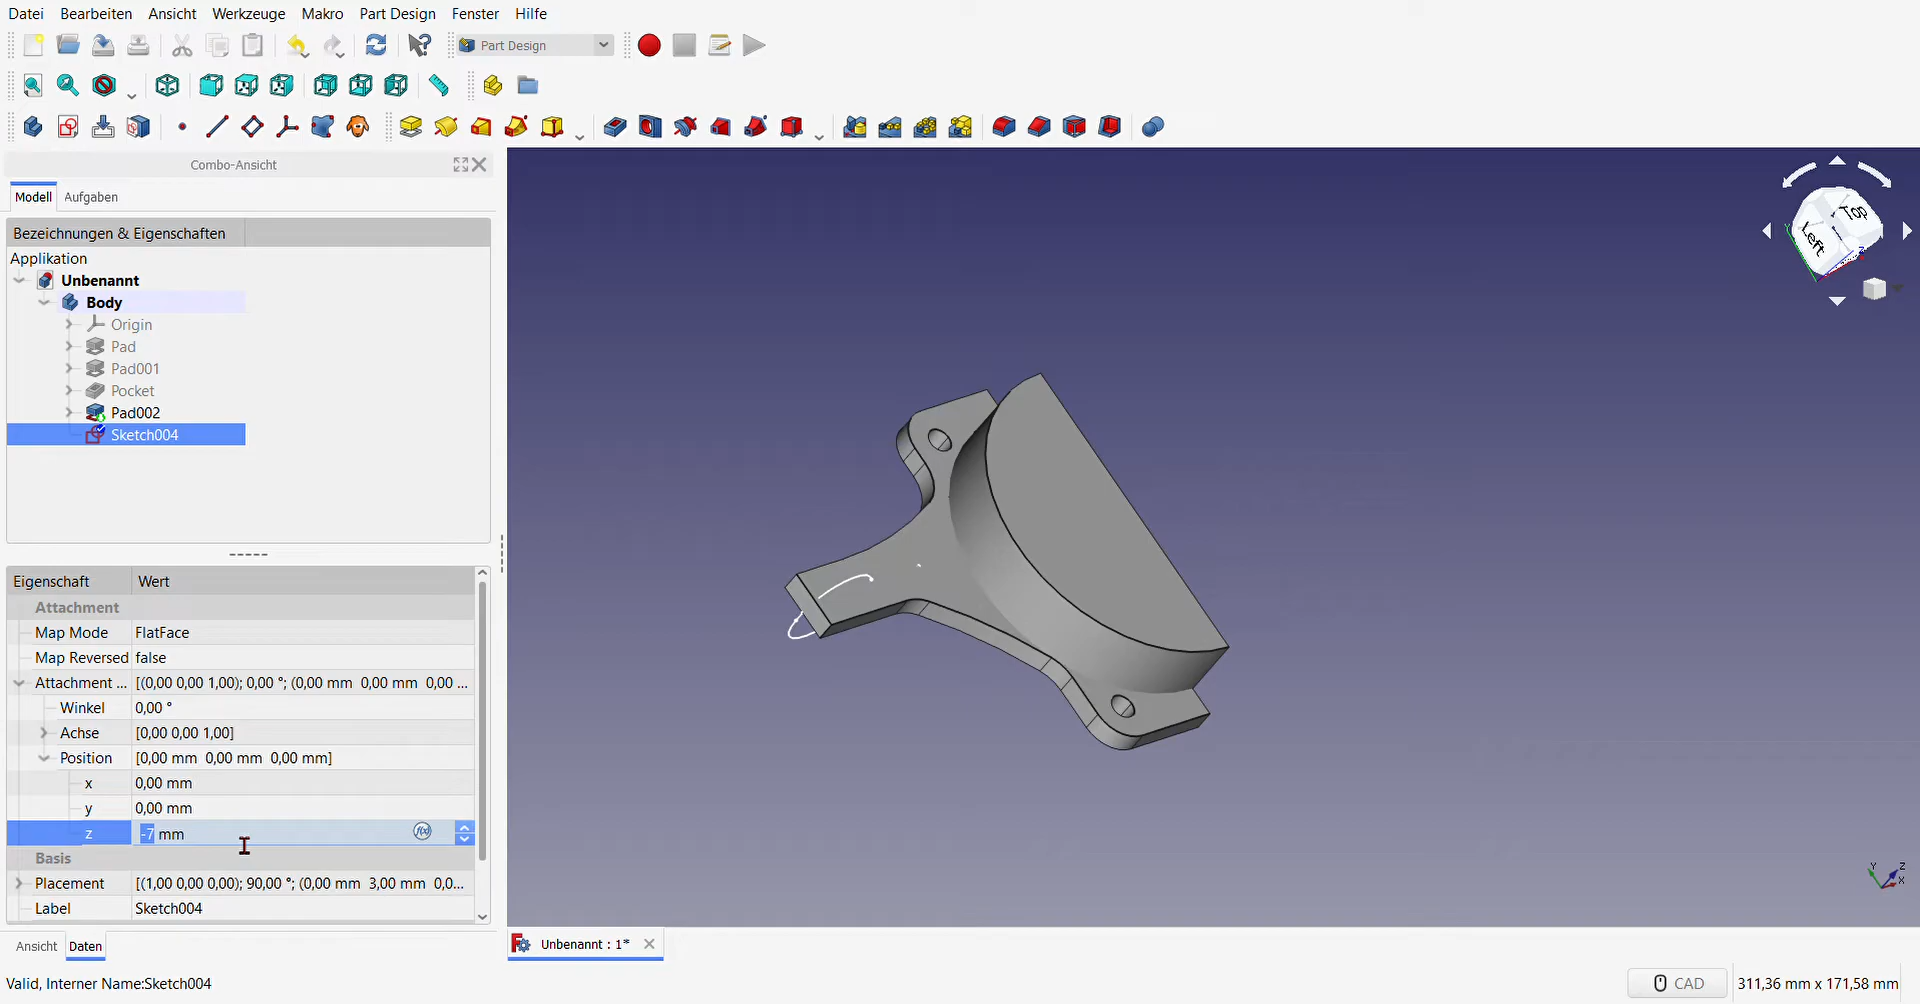 Datei Bearbeiten Ansicht Werkzeuge Makro Part Design Fenster Hilfe
Part Design
Combo-Ansicht
Modell Aufgaben
Bezeichnungen & Eigenschaften
Applikation
Unbenannt
Body
Origin
Pad
Pad001
Pocket
Pad002
Sketch004
Eigenschaft Wert
Attachment
Map Mode FlatFace
Map Reversed false
Attachment ... [(0,00 0,00 1,00); 0,00 °; (0,00 mm 0,00 mm 0,00 ...
Winkel 0,00 °
Achse [0,00 0,00 1,00]
Position [0,00 mm 0,00 mm 0,00 mm]
x 0,00 mm
y 0,00 mm
z -7 mm
Basis
Placement [(1,00 0,00 0,00); 90,00 °; (0,00 mm 3,00 mm 0,0...
Label Sketch004
Ansicht Daten
Top
Left
Y Z
X
Unbenannt : 1*
Valid, Interner Name:Sketch004
CAD
311,36 mm x 171,58 mm